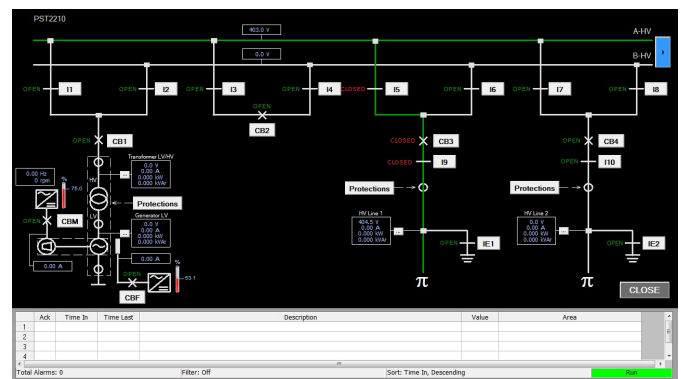 PST2210
403.0 V
A-HV
0.0 V
B-HV
OPEN I1
OPEN I2
OPEN I3
OPEN I4
CLOSED I5
OPEN I6
OPEN I7
OPEN I8
OPEN
CB2
OPEN CB1
CLOSED CB3
OPEN CB4
CLOSED I9
OPEN I10
Transformer LV/HV
0.0 V
0.00 A
0.000 kW
0.000 kVAr
0.00 Hz
0 rpm
%
75.0
HV
Protections
Protections
Protections
LV
OPEN
CBM
Generator LV
0.0 V
0.00 A
0.000 kW
0.000 kVAr
0.00 A
0.00 A
HV Line 1
404.5 V
0.00 A
0.000 kW
0.000 kVAr
OPEN IE1
HV Line 2
0.0 V
0.00 A
0.000 kW
0.000 kVAr
OPEN IE2
OPEN
CBF
%
53.1
π
π
CLOSE
Ack Time In Time Last Description Value Area
1
2
3
4
Total Alarms: 0 Filter: Off Sort: Time In, Descending Run